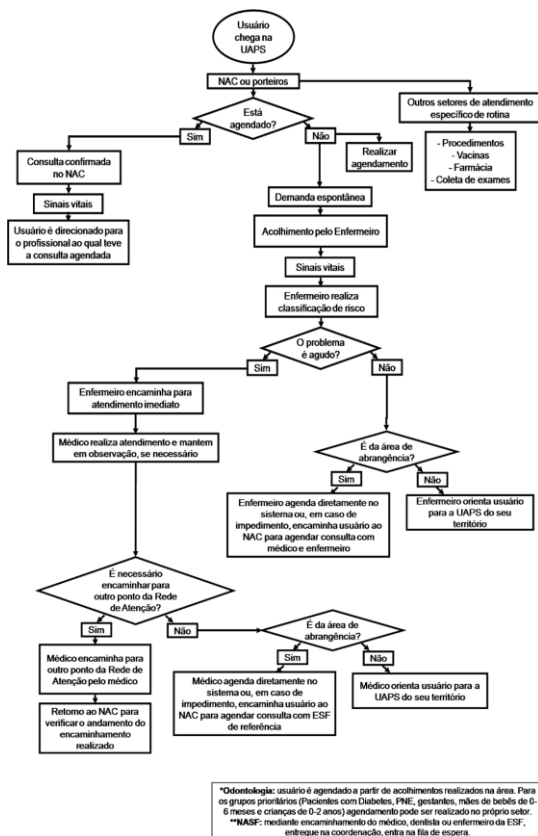 Usuário
chega na
UAPS
NAC ou porteiros
Está
agendado?
Outros setores de atendimento
específico de rotina
- Procedimentos
- Vacinas
- Farmácia
- Coleta de exames
Sim
Não
Realizar
agendamento
Consulta confirmada
no NAC
Sinais vitais
Usuário é direcionado para
o profissional ao qual teve
a consulta agendada
Demanda espontânea
Acolhimento pelo Enfermeiro
Sinais vitais
Enfermeiro realiza
classificação de risco
O problema
é agudo?
Sim
Não
Enfermeiro encaminha para
atendimento imediato
Médico realiza atendimento e mantem
em observação, se necessário
É da área de
abrangência?
Sim
Não
Enfermeiro agenda diretamente no
sistema ou, em caso de
impedimento, encaminha usuário ao
NAC para agendar consulta com
médico e enfermeiro
Enfermeiro orienta usuário
para a UAPS do seu
território
É necessário
encaminhar para
outro ponto da Rede
de Atenção?
Sim
Não
É da área de
abrangência?
Sim
Não
Médico encaminha para
outro ponto da Rede de
Atenção pelo médico
Retorno ao NAC para
verificar o andamento do
encaminhamento
realizado
Médico agenda diretamente no
sistema ou, em caso de
impedimento, encaminha usuário ao
NAC para agendar consulta com ESF
de referência
Médico orienta usuário para a
UAPS do seu território
*Odontologia: usuário é agendado a partir de acolhimentos realizados na área. Para
os grupos prioritários (Pacientes com Diabetes, PNE, gestantes, mães de bebês de 0-
6 meses e crianças de 0-2 anos) agendamento pode ser realizado no próprio setor.
**NASF: mediante encaminhamento do médico, dentista ou enfermeiro da ESF,
entregue na coordenação, entra na fila de espera.